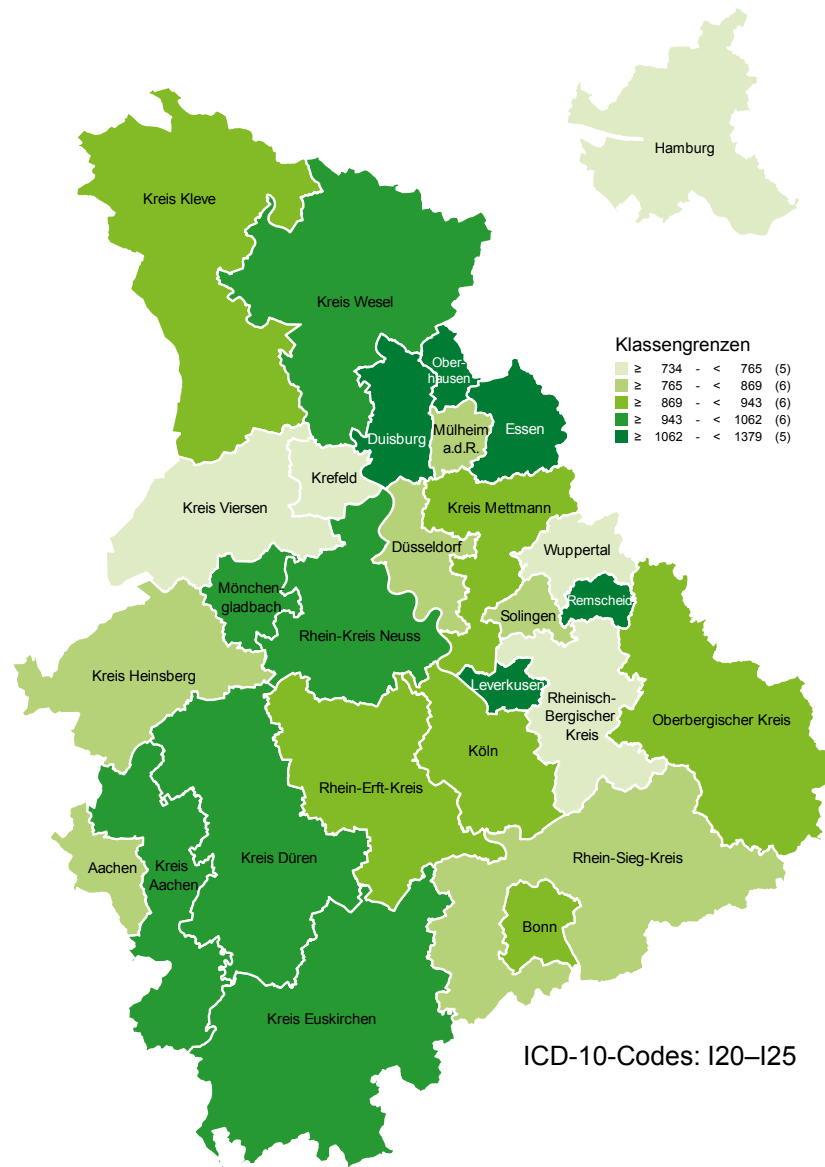 Hamburg
Kreis Kleve
Kreis Wesel
Klassengrenzen
≥ 734 - < 765 (5)
≥ 765 - < 869 (6)
≥ 869 - < 943 (6)
≥ 943 - < 1062 (6)
≥ 1062 - < 1379 (5)
Ober-
hausen
Duisburg
Mülheim
a.d.R.
Essen
Krefeld
Kreis Viersen
Kreis Mettmann
Düsseldorf
Wuppertal
Mönchen
gladbach
Remscheid
Solingen
Rhein-Kreis Neuss
Kreis Heinsberg
Leverkusen
Rheinisch-
Bergischer
Kreis
Oberbergischer Kreis
Köln
Rhein-Erft-Kreis
Aachen
Kreis
Aachen
Kreis Düren
Rhein-Sieg-Kreis
Bonn
Kreis Euskirchen
ICD-10-Codes: I20–I25